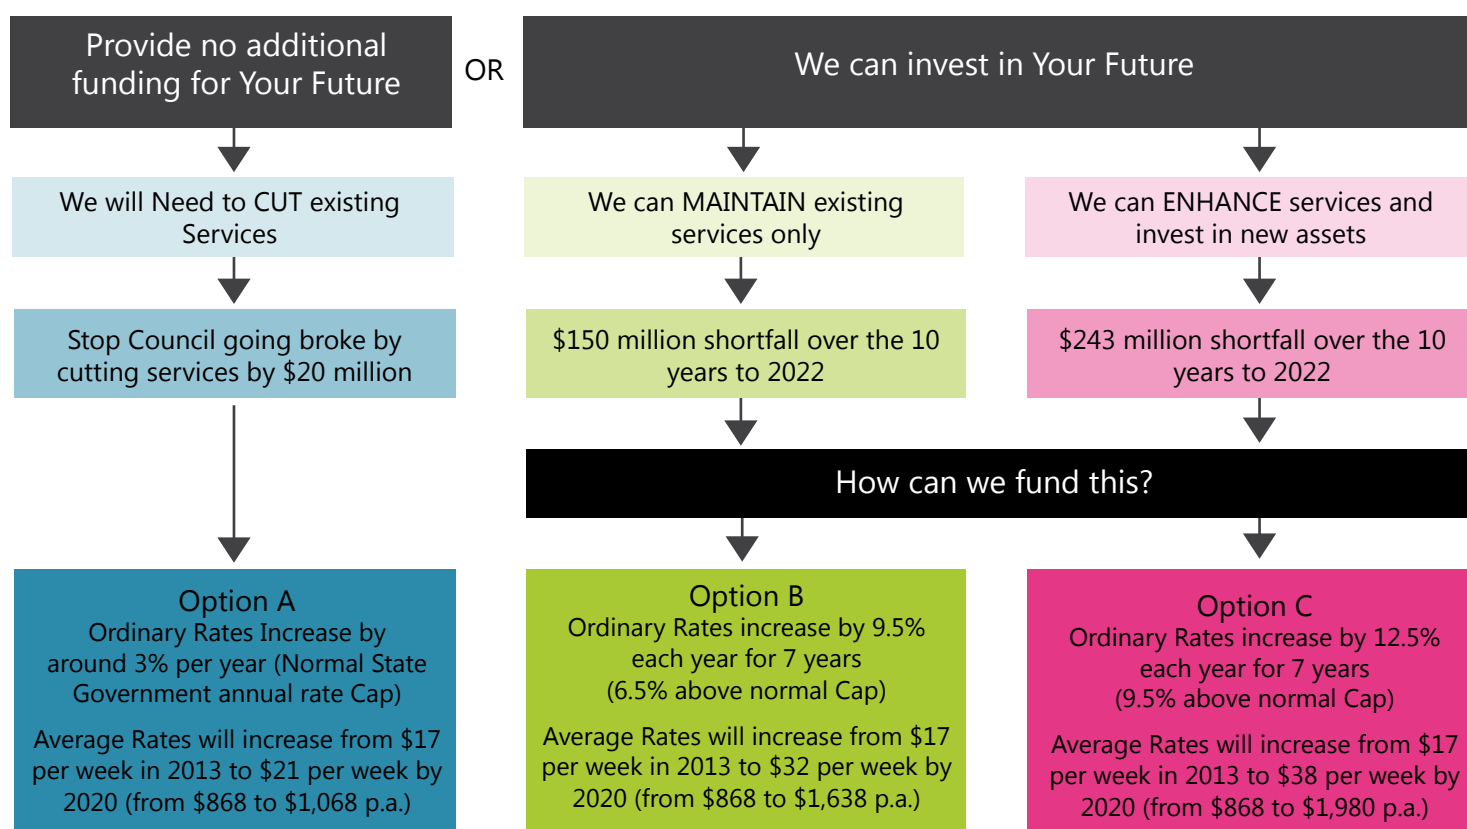 Provide no additional
funding for Your Future
OR
We can invest in Your Future
We will Need to CUT existing
Services
We can MAINTAIN existing
services only
We can ENHANCE services and
invest in new assets
Stop Council going broke by
cutting services by $20 million
$150 million shortfall over the 10
years to 2022
$243 million shortfall over the 10
years to 2022
How can we fund this?
Option A
Ordinary Rates Increase by
around 3% per year (Normal State
Government annual rate Cap)
Average Rates will increase from $17
per week in 2013 to $21 per week by
2020 (from $868 to $1,068 p.a.)
Option B
Ordinary Rates increase by 9.5%
each year for 7 years
(6.5% above normal Cap)
Average Rates will increase from $17
per week in 2013 to $32 per week by
2020 (from $868 to $1,638 p.a.)
Option C
Ordinary Rates increase by 12.5%
each year for 7 years
(9.5% above normal Cap)
Average Rates will increase from $17
per week in 2013 to $38 per week by
2020 (from $868 to $1,980 p.a.)